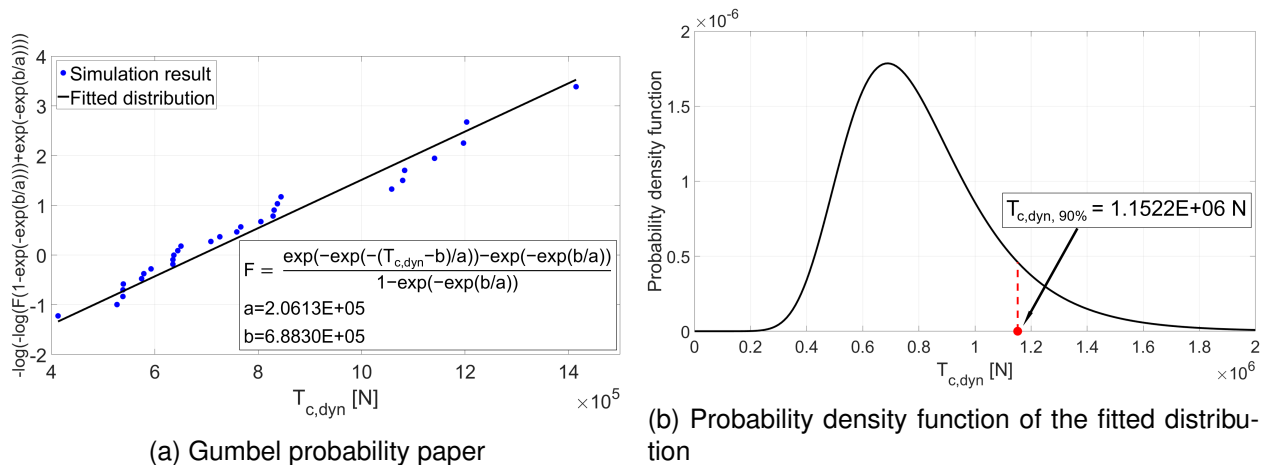 -log(-log(F(1-exp(-exp(b/a)))+exp(-exp(b/a))))
4
3
2
1
0
-1
-2
Simulation result
Fitted distribution
F = exp(-exp(-(T_c,dyn-b)/a))-exp(-exp(b/a))
1-exp(-exp(b/a))
a=2.0613E+05
b=6.8830E+05
4 6 8 10 12 14
T_c,dyn [N]
×10^5
(a) Gumbel probability paper
×10^-6
Probability density function
2
1.5
1
0.5
0
T_c,dyn, 90% = 1.1522E+06 N
0 0.2 0.4 0.6 0.8 1 1.2 1.4 1.6 1.8 2
T_c,dyn [N]
×10^6
(b) Probability density function of the fitted distribu-
tion